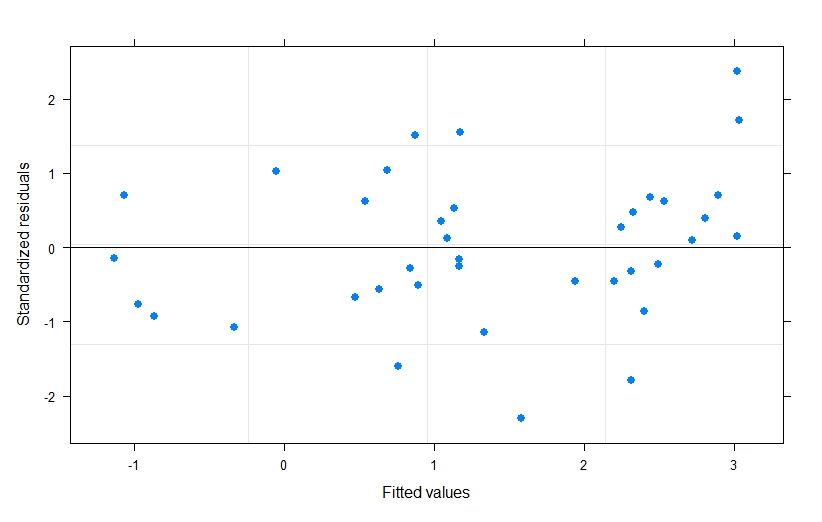 2
1
0
-1
-2
Standardized residuals
-1 0 1 2 3
Fitted values